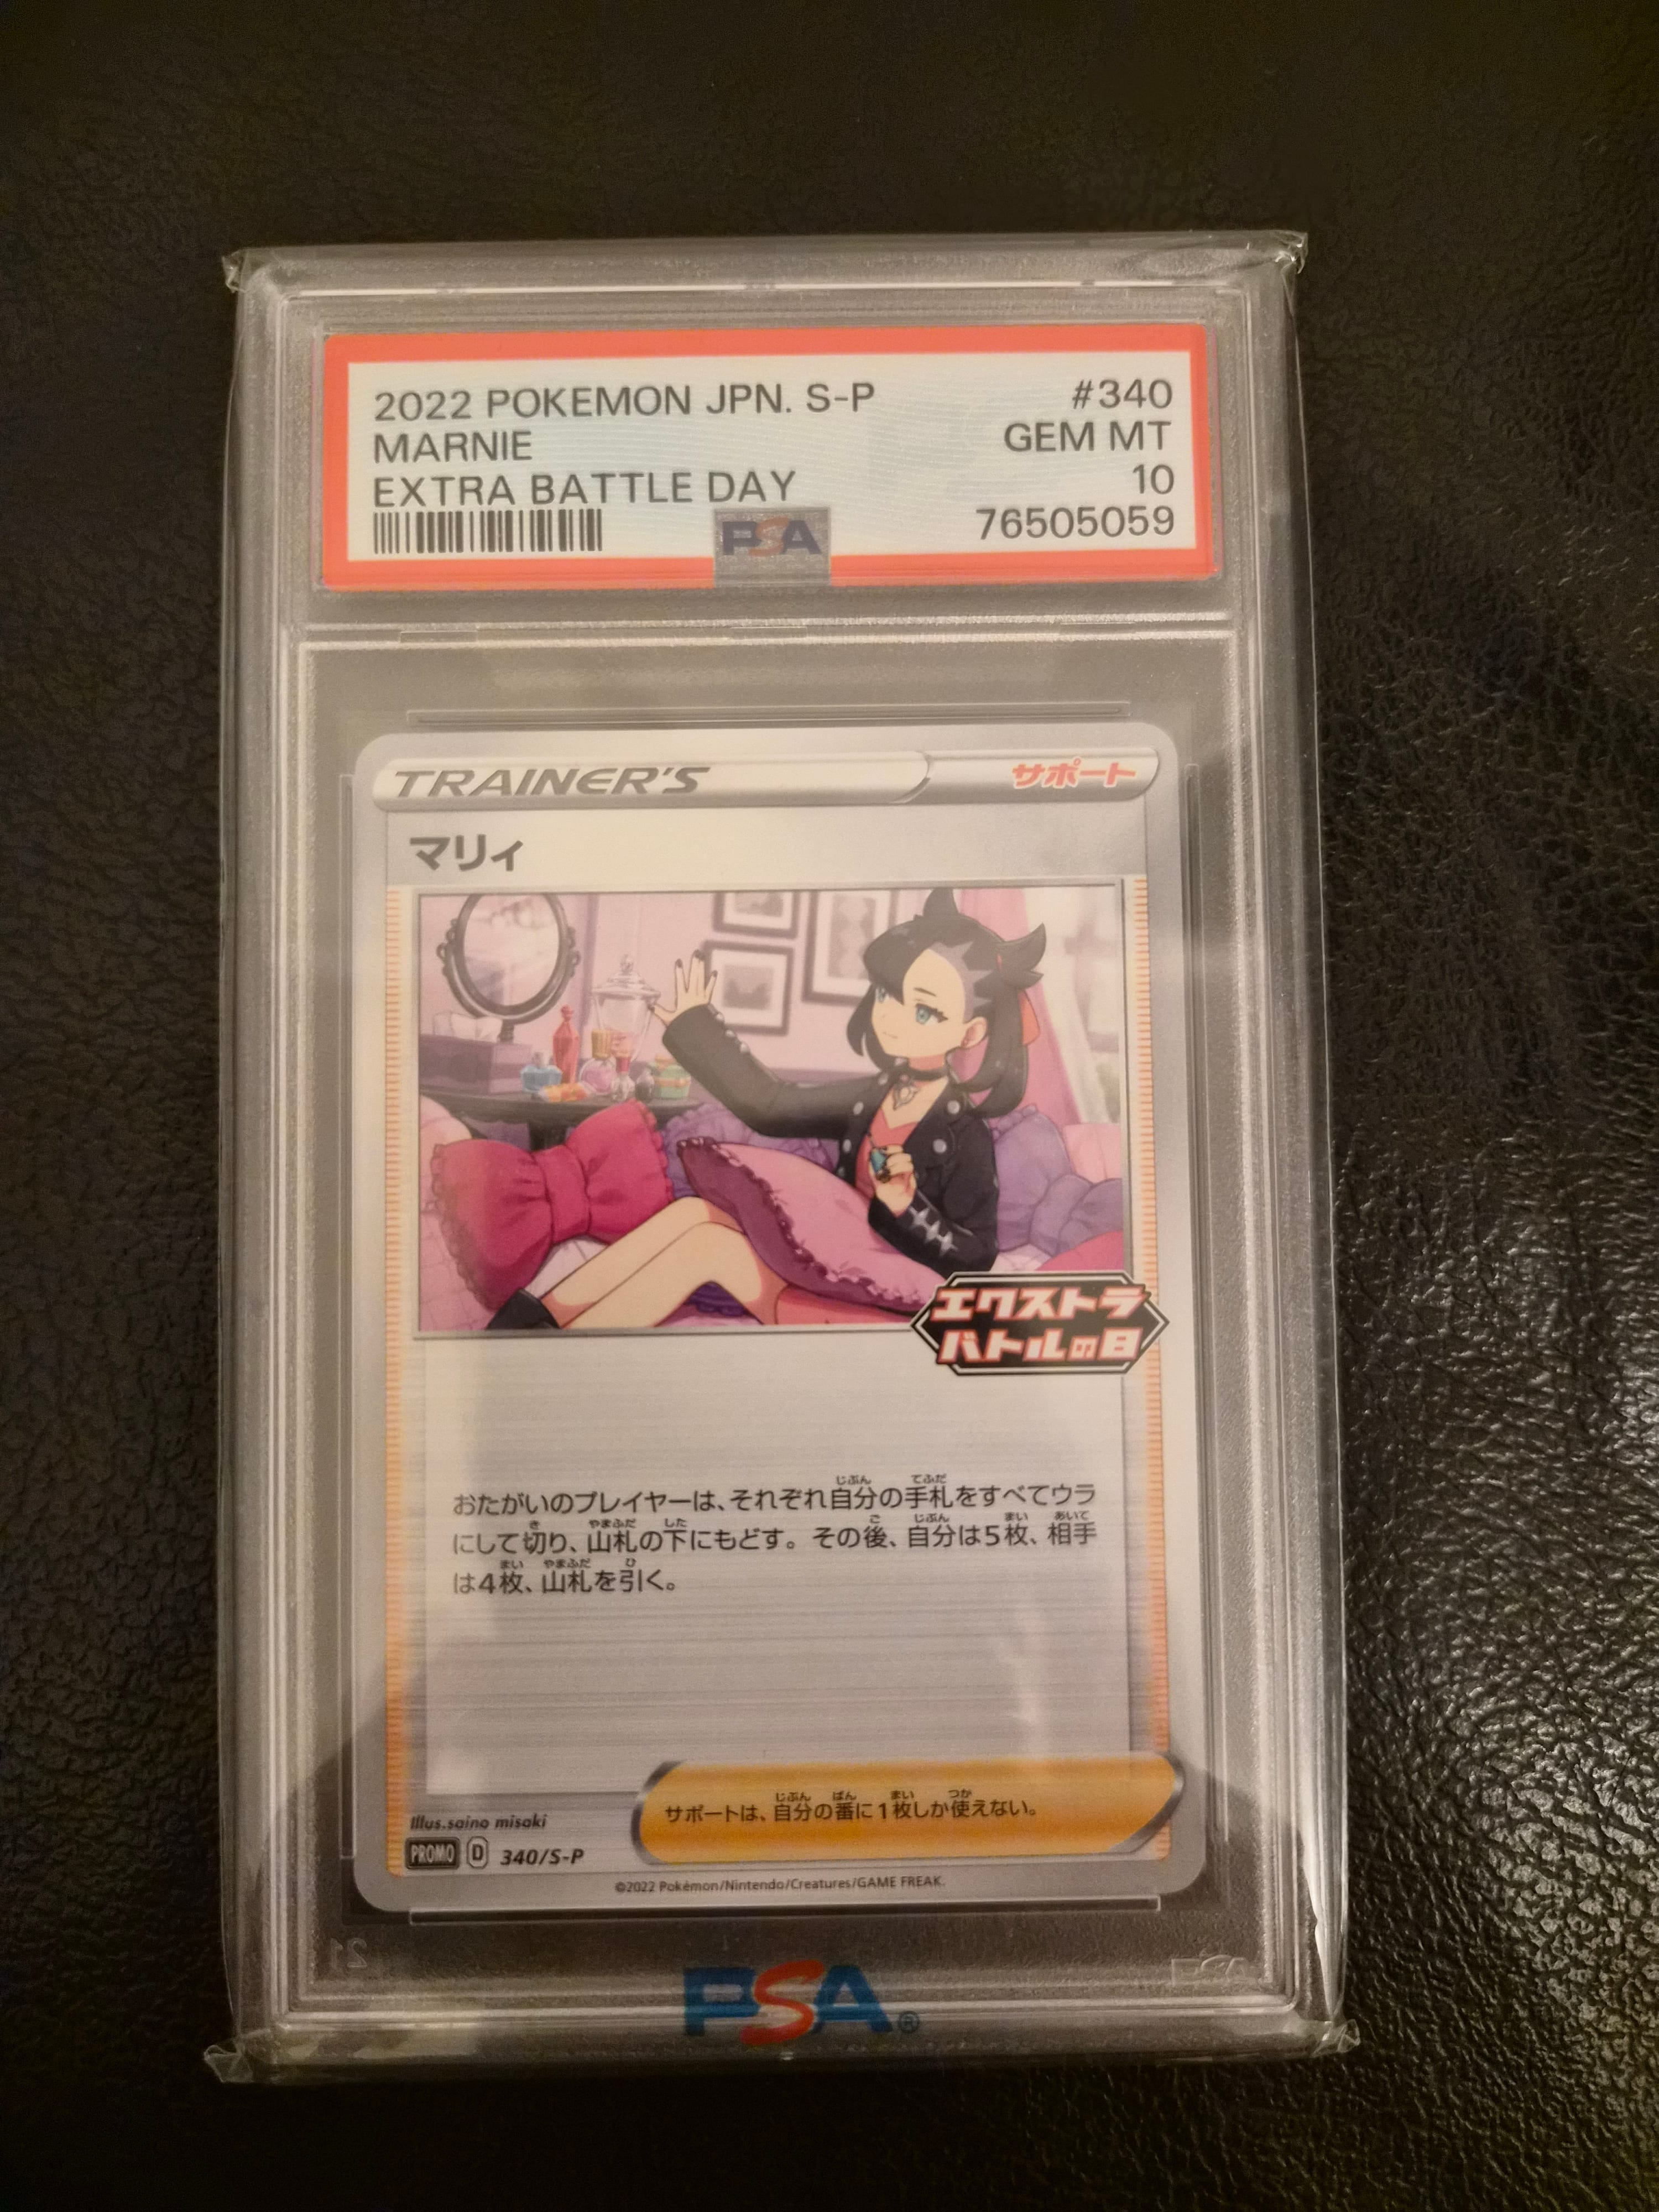 2022 POKEMON JPN. S-P #340
MARNIE GEM MT
EXTRA BATTLE DAY 10
76505059
PSA
TRAINER'S サポート
マリィ
エクストラ
バトルの日
おたがいのプレイヤーは、それぞれ自分の手札をすべてウラ
にして切り、山札の下にもどす。その後、自分は5枚、相手
は4枚、山札を引く。
サポートは、自分の番に1枚しか使えない。
Illus.saino misaki
PROMO D 340/S-P
©2022 Pokémon/Nintendo/Creatures/GAME FREAK.
PSA®